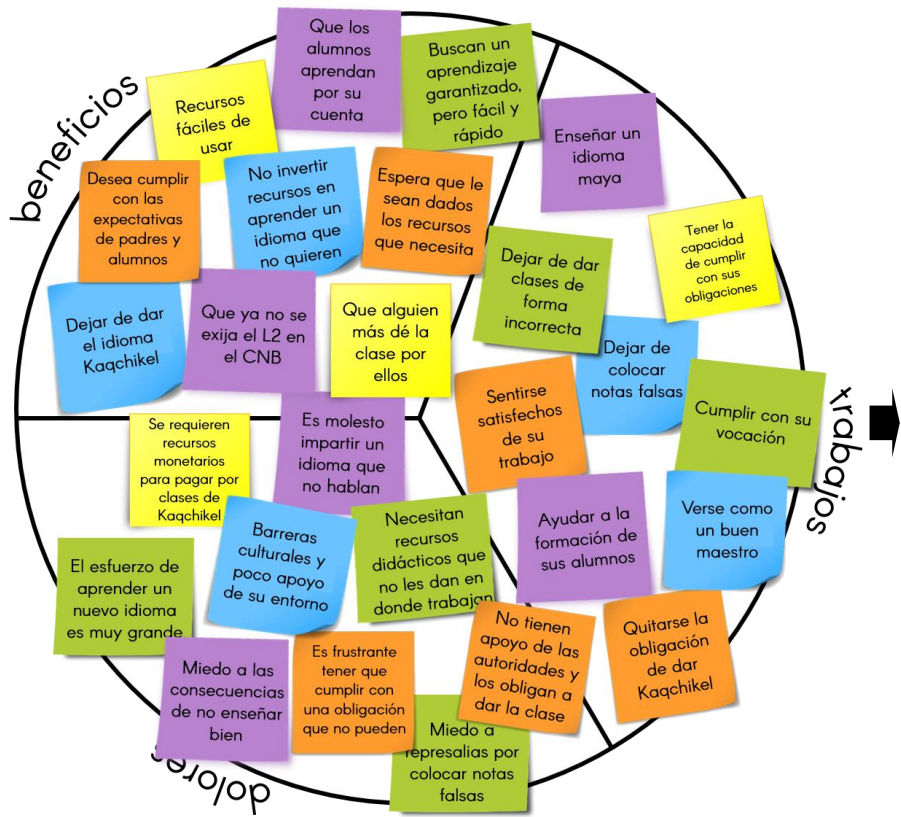 beneficios
Que los
alumnos
aprendan
por su
cuenta
Buscan un
aprendizaje
garantizado,
pero fácil y
rápido
Recursos
fáciles de
usar
Desea cumplir
con las
expectativas
de padres y
alumnos
No invertir
recursos en
aprender un
idioma que
no quieren
Espera que le
sean dados
los recursos
que necesita
Dejar de dar
el idioma
Kaqchikel
Que ya no se
exija el L2 en
el CNB
Que alguien
más dé la
clase por
ellos
trabajos
Enseñar un
idioma
maya
Tener la
capacidad
de cumplir
con sus
obligaciones
Dejar de dar
clases de
forma
incorrecta
Dejar de
colocar
notas falsas
Sentirse
satisfechos
de su
trabajo
Cumplir con su
vocación
Ayudar a la
formación de
sus alumnos
Verse como
un buen
maestro
Quitarse la
obligación
de dar
Kaqchikel
dolores
Se requieren
recursos
monetarios
para pagar por
clases de
Kaqchikel
Es molesto
impartir un
idioma que
no hablan
Barreras
culturales y
poco apoyo
de su entorno
Necesitan
recursos
didácticos que
no les dan en
donde trabajan
El esfuerzo de
aprender un
nuevo idioma
es muy grande
Miedo a las
consecuencias
de no enseñar
bien
Es frustrante
tener que
cumplir con
una obligación
que no pueden
No tienen
apoyo de las
autoridades y
los obligan a
dar la clase
Miedo a
represalias por
colocar notas
falsas